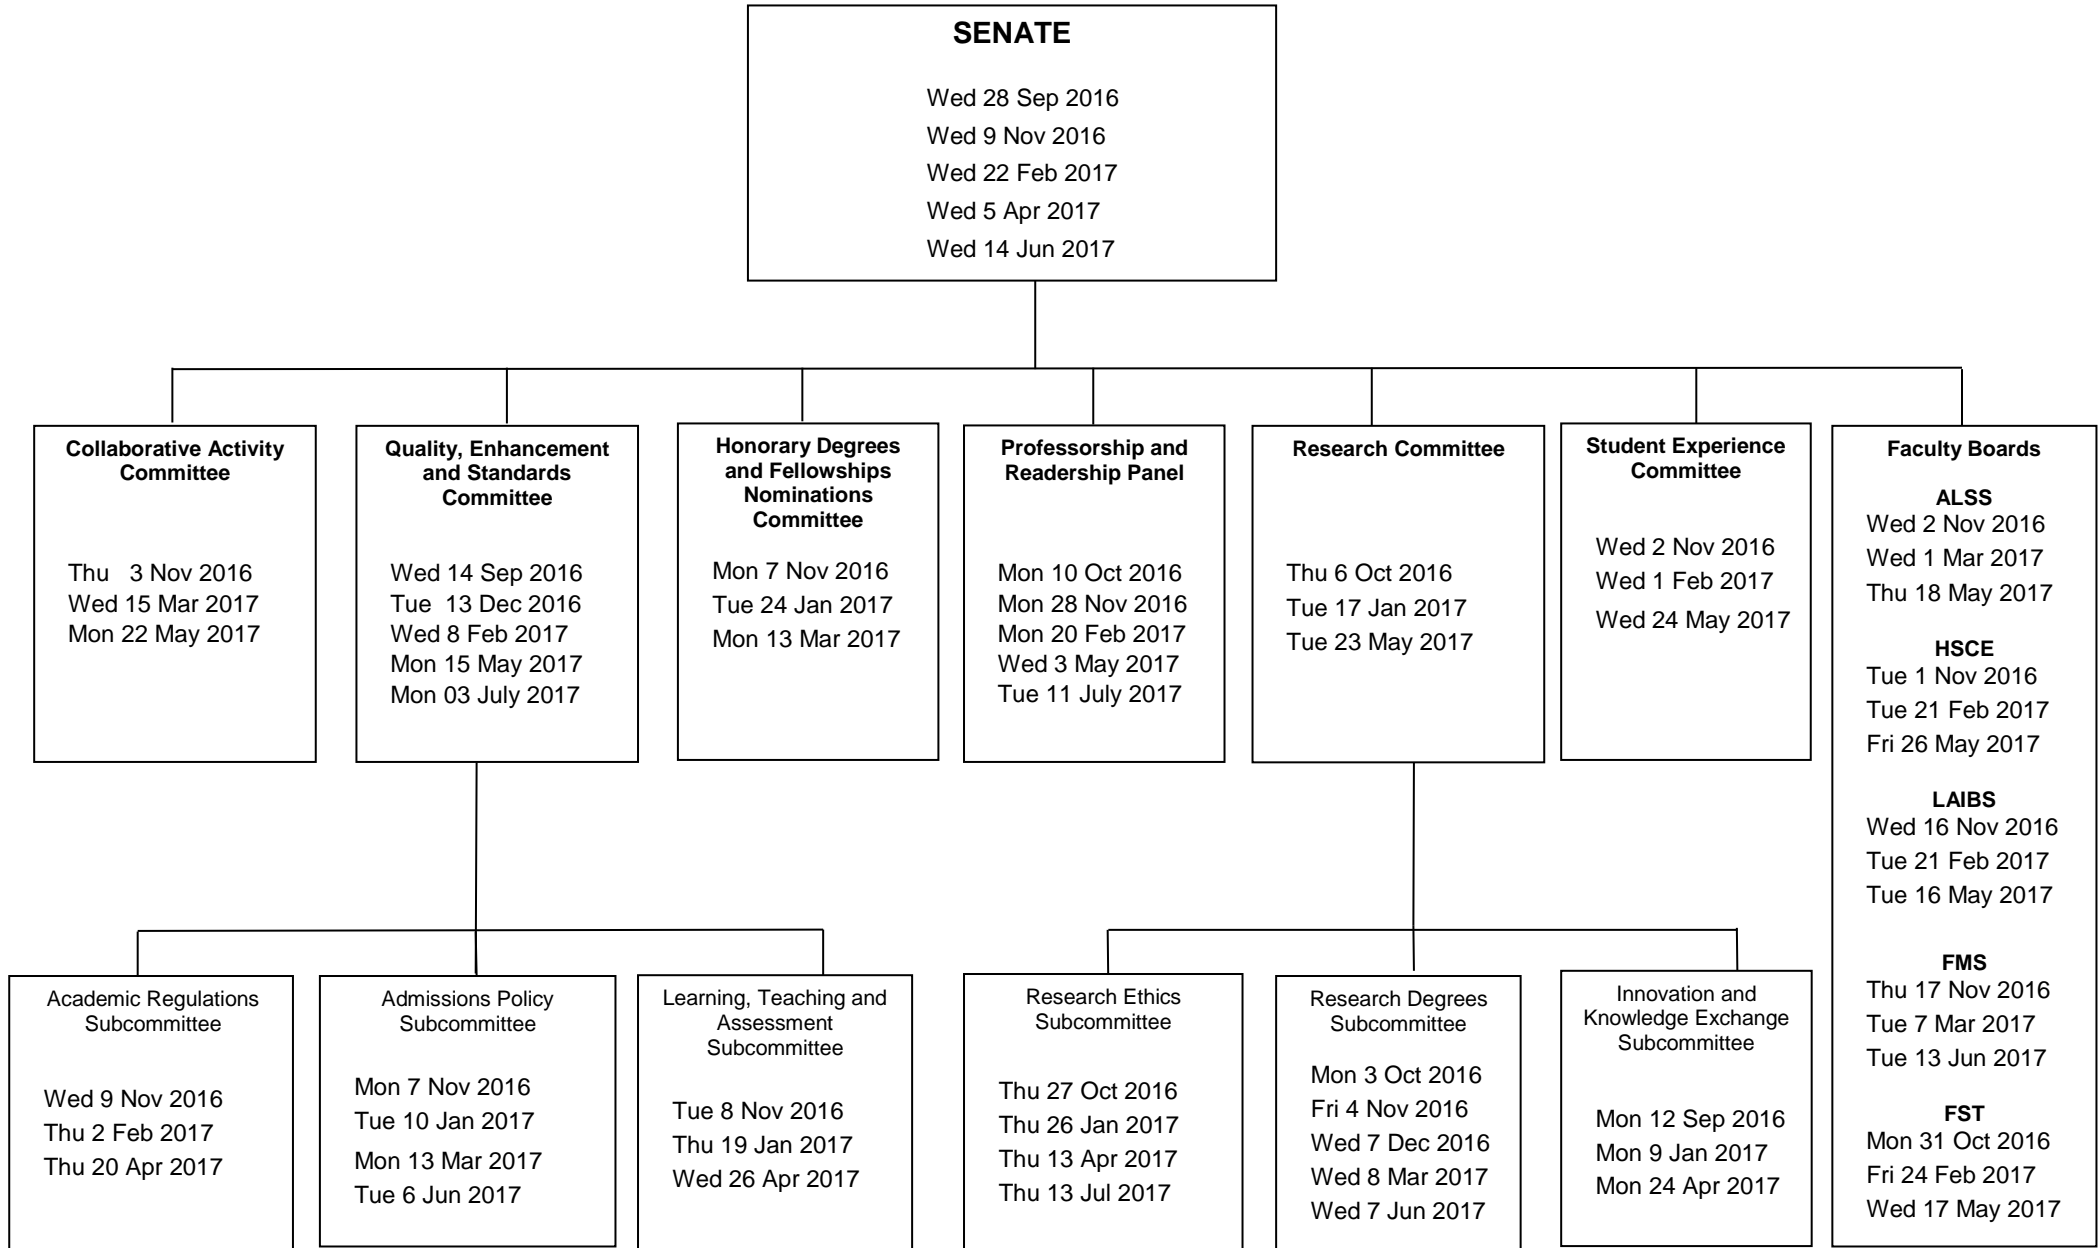 SENATE
Wed 28 Sep 2016
Wed 9 Nov 2016
Wed 22 Feb 2017
Wed 5 Apr 2017
Wed 14 Jun 2017
Collaborative Activity
Committee
Thu 3 Nov 2016
Wed 15 Mar 2017
Mon 22 May 2017
Quality, Enhancement
and Standards
Committee
Wed 14 Sep 2016
Tue 13 Dec 2016
Wed 8 Feb 2017
Mon 15 May 2017
Mon 03 July 2017
Honorary Degrees
and Fellowships
Nominations
Committee
Mon 7 Nov 2016
Tue 24 Jan 2017
Mon 13 Mar 2017
Professorship and
Readership Panel
Mon 10 Oct 2016
Mon 28 Nov 2016
Mon 20 Feb 2017
Wed 3 May 2017
Tue 11 July 2017
Research Committee
Thu 6 Oct 2016
Tue 17 Jan 2017
Tue 23 May 2017
Student Experience
Committee
Wed 2 Nov 2016
Wed 1 Feb 2017
Wed 24 May 2017
Faculty Boards
ALSS
Wed 2 Nov 2016
Wed 1 Mar 2017
Thu 18 May 2017
HSCE
Tue 1 Nov 2016
Tue 21 Feb 2017
Fri 26 May 2017
LAIBS
Wed 16 Nov 2016
Tue 21 Feb 2017
Tue 16 May 2017
FMS
Thu 17 Nov 2016
Tue 7 Mar 2017
Tue 13 Jun 2017
FST
Mon 31 Oct 2016
Fri 24 Feb 2017
Wed 17 May 2017
Academic Regulations
Subcommittee
Wed 9 Nov 2016
Thu 2 Feb 2017
Thu 20 Apr 2017
Admissions Policy
Subcommittee
Mon 7 Nov 2016
Tue 10 Jan 2017
Mon 13 Mar 2017
Tue 6 Jun 2017
Learning, Teaching and
Assessment
Subcommittee
Tue 8 Nov 2016
Thu 19 Jan 2017
Wed 26 Apr 2017
Research Ethics
Subcommittee
Thu 27 Oct 2016
Thu 26 Jan 2017
Thu 13 Apr 2017
Thu 13 Jul 2017
Research Degrees
Subcommittee
Mon 3 Oct 2016
Fri 4 Nov 2016
Wed 7 Dec 2016
Wed 8 Mar 2017
Wed 7 Jun 2017
Innovation and
Knowledge Exchange
Subcommittee
Mon 12 Sep 2016
Mon 9 Jan 2017
Mon 24 Apr 2017